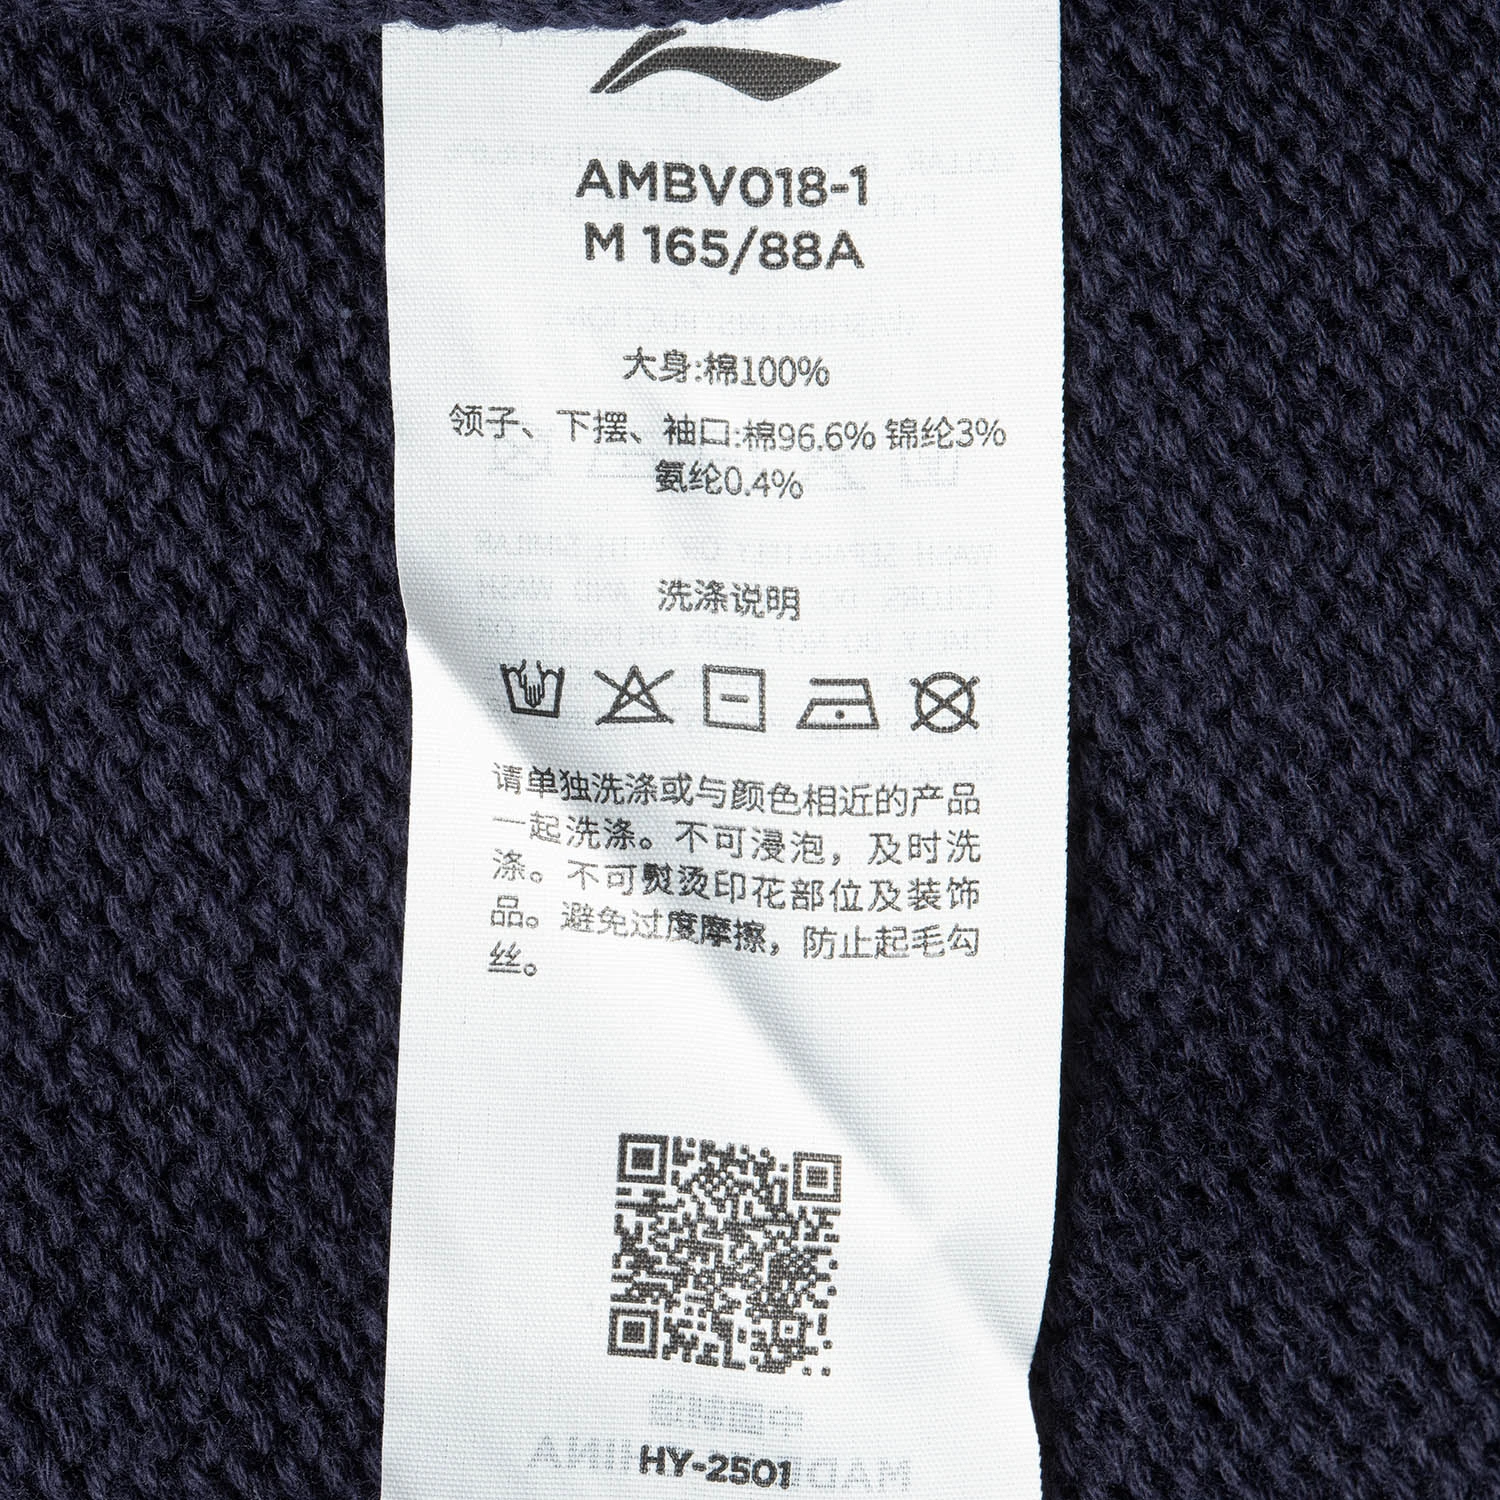 AMBV018-1
M 165/88A
大身:棉100%
领子、下摆、袖口:棉96.6% 锦纶3%
氨纶0.4%
洗涤说明
请单独洗涤或与颜色相近的产品
一起洗涤。不可浸泡，及时洗
涤。不可熨烫印花部位及装饰
品。避免过度摩擦，防止起毛勾
丝。
HY-2501